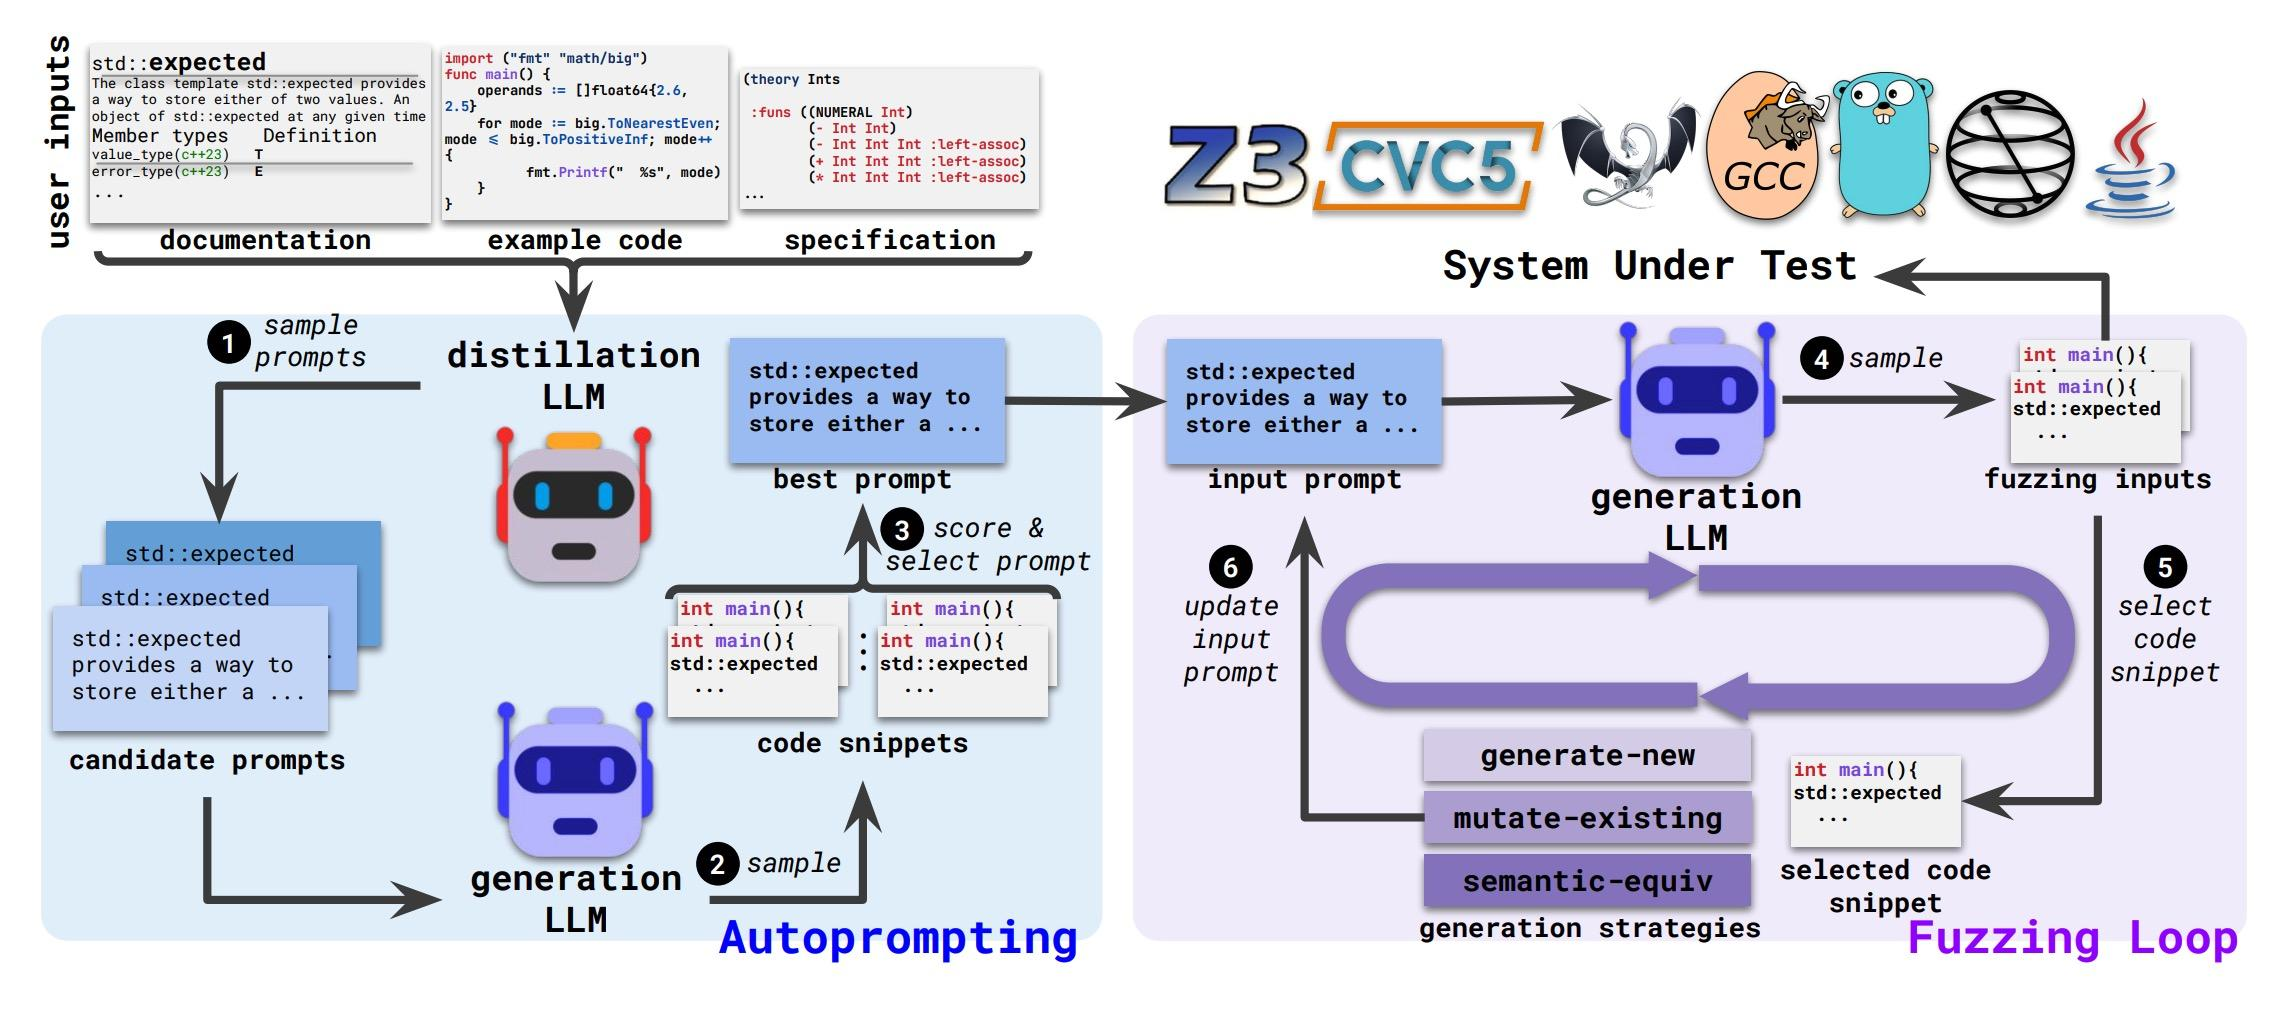 user inputs
std::expected
The class template std::expected provides
a way to store either of two values. An
object of std::expected at any given time
Member types Definition
value_type(c++23) T
error_type(c++23) E
...
documentation
import ("fmt" "math/big")
func main() {
operands := []float64{2.6,
2.5}
for mode := big.ToNearestEven;
mode ⩽ big.ToPositiveInf; mode++
{
fmt.Printf(" %s", mode)
}
}
example code
(theory Ints
:funs ((NUMERAL Int)
(- Int Int)
(- Int Int Int :left-assoc)
(+ Int Int Int :left-assoc)
(* Int Int Int :left-assoc)
...
specification
Z3
CVC5
GCC
System Under Test
1 sample
prompts
distillation
LLM
std::expected
std::expected
std::expected
provides a way to
store either a ...
candidate prompts
generation
LLM
2 sample
int main(){
int main(){
std::expected
...
int main(){
int main(){
std::expected
...
code snippets
3 score &
select prompt
std::expected
provides a way to
store either a ...
best prompt
Autoprompting
std::expected
provides a way to
store either a ...
input prompt
generation
LLM
4 sample
int main(){
int main(){
std::expected
...
fuzzing inputs
5
select
code
snippet
int main(){
std::expected
...
selected code
snippet
generate-new
mutate-existing
semantic-equiv
generation strategies
6
update
input
prompt
Fuzzing Loop